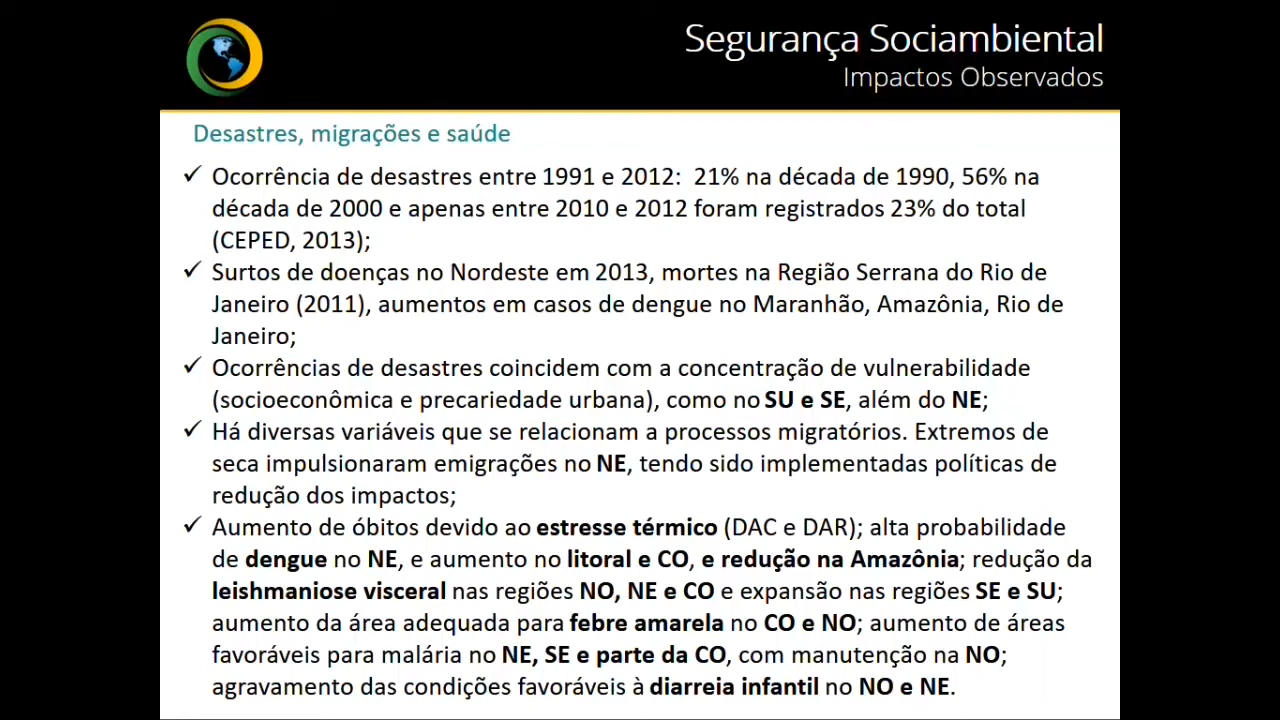 Segurança Sociambiental
Impactos Observados
Desastres, migrações e saúde
✓ Ocorrência de desastres entre 1991 e 2012: 21% na década de 1990, 56% na
década de 2000 e apenas entre 2010 e 2012 foram registrados 23% do total
(CEPED, 2013);
✓ Surtos de doenças no Nordeste em 2013, mortes na Região Serrana do Rio de
Janeiro (2011), aumentos em casos de dengue no Maranhão, Amazônia, Rio de
Janeiro;
✓ Ocorrências de desastres coincidem com a concentração de vulnerabilidade
(socioeconômica e precariedade urbana), como no SU e SE, além do NE;
✓ Há diversas variáveis que se relacionam a processos migratórios. Extremos de
seca impulsionaram emigrações no NE, tendo sido implementadas políticas de
redução dos impactos;
✓ Aumento de óbitos devido ao estresse térmico (DAC e DAR); alta probabilidade
de dengue no NE, e aumento no litoral e CO, e redução na Amazônia; redução da
leishmaniose visceral nas regiões NO, NE e CO e expansão nas regiões SE e SU;
aumento da área adequada para febre amarela no CO e NO; aumento de áreas
favoráveis para malária no NE, SE e parte da CO, com manutenção na NO;
agravamento das condições favoráveis à diarreia infantil no NO e NE.